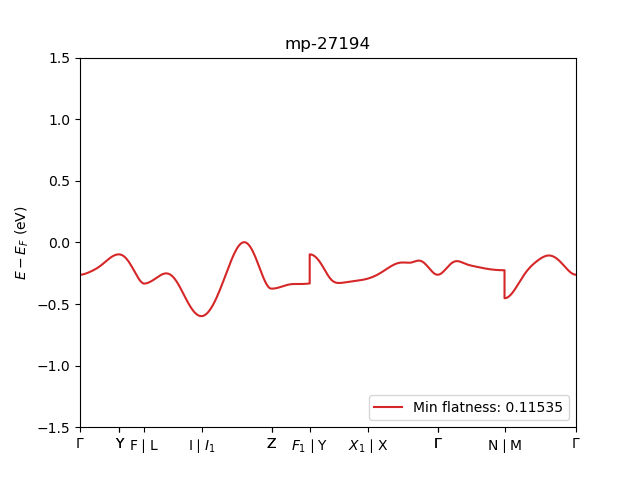 mp-27194
1.5
1.0
0.5
0.0
−0.5
−1.0
−1.5
E − E_F (eV)
Min flatness: 0.11535
Γ Y F | L I | I_1 Z F_1 | Y X_1 | X Γ N | M Γ